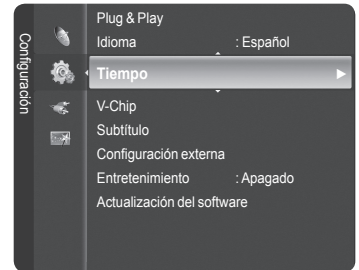 Configuración
Plug & Play
Idioma : Español
Tiempo
V-Chip
Subtítulo
Configuración externa
Entretenimiento : Apagado
Actualización del software